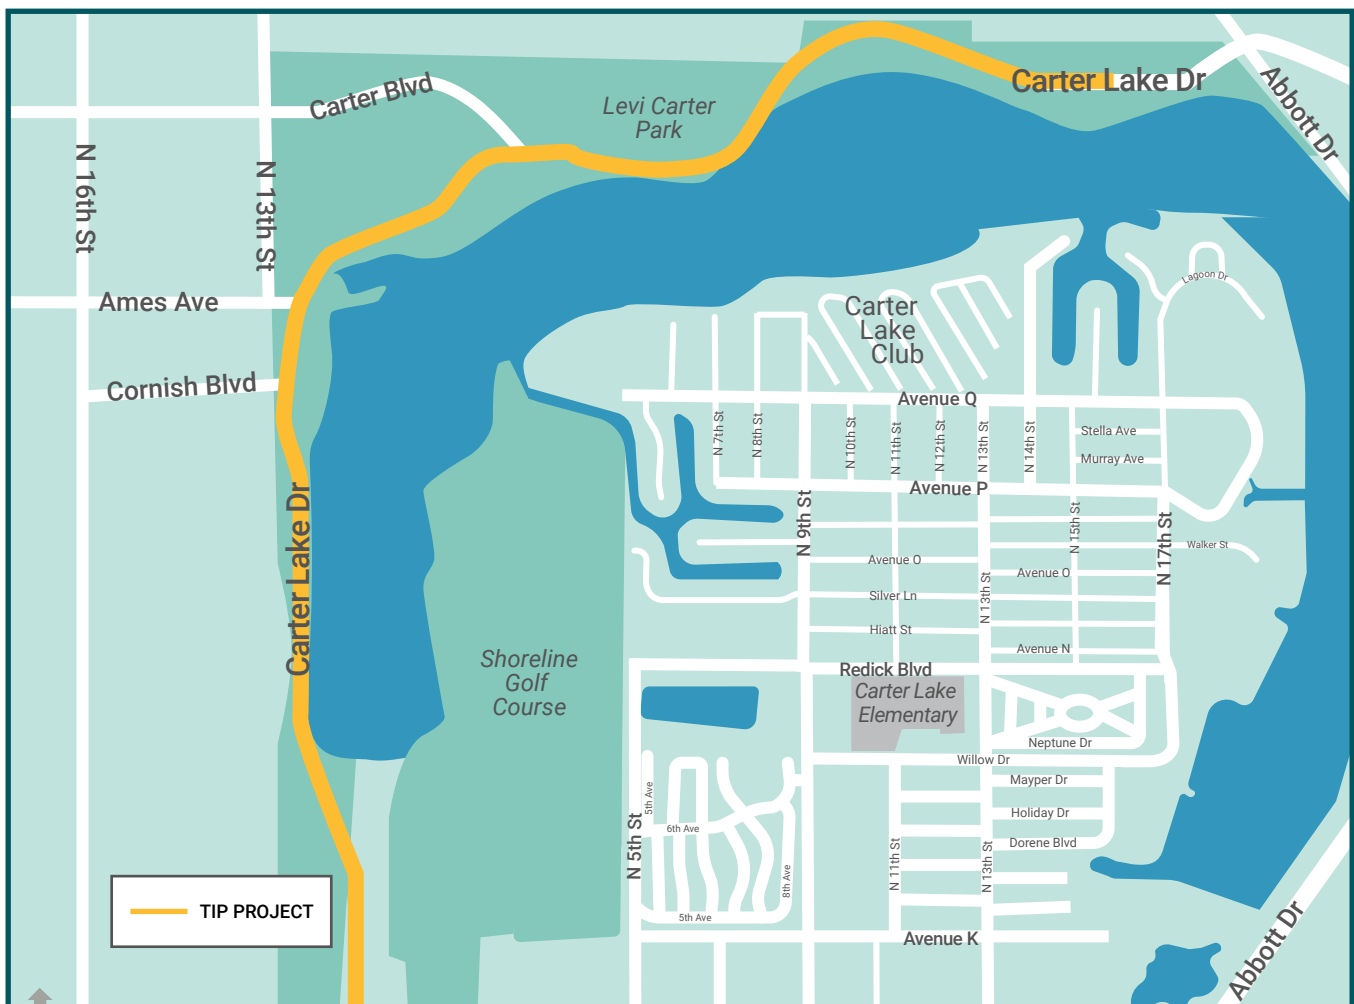 Carter Blvd
Levi Carter
Park
Carter Lake Dr
Abbott Dr
N 16th St
N 13th St
Lagoon Dr
Ames Ave
Carter
Lake
Club
Cornish Blvd
Avenue Q
N 7th St
N 8th St
N 10th St
N 11th St
N 12th St
N 13th St
N 14th St
Stella Ave
Murray Ave
Avenue P
Carter Lake Dr
N 9th St
N 15th St
N 17th St
Walker St
Avenue O
Avenue O
Silver Ln
N 13th St
Hiatt St
Avenue N
Shoreline
Golf
Course
Redick Blvd
Carter Lake
Elementary
Neptune Dr
Willow Dr
Mayper Dr
5th Ave
Holiday Dr
6th Ave
N 5th St
Dorene Blvd
8th Ave
N 11th St
N 13th St
TIP PROJECT
5th Ave
Avenue K
Abbott Dr